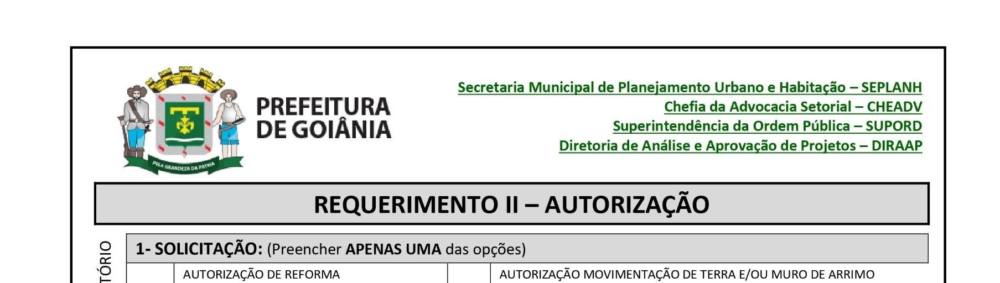 PELA GRANDEZA DA PÁTRIA
PREFEITURA
DE GOIÂNIA
Secretaria Municipal de Planejamento Urbano e Habitação – SEPLANH
Chefia da Advocacia Setorial – CHEADV
Superintendência da Ordem Pública – SUPORD
Diretoria de Análise e Aprovação de Projetos – DIRAAP
REQUERIMENTO II – AUTORIZAÇÃO
1- SOLICITAÇÃO: (Preencher APENAS UMA das opções)
AUTORIZAÇÃO DE REFORMA
AUTORIZAÇÃO MOVIMENTAÇÃO DE TERRA E/OU MURO DE ARRIMO